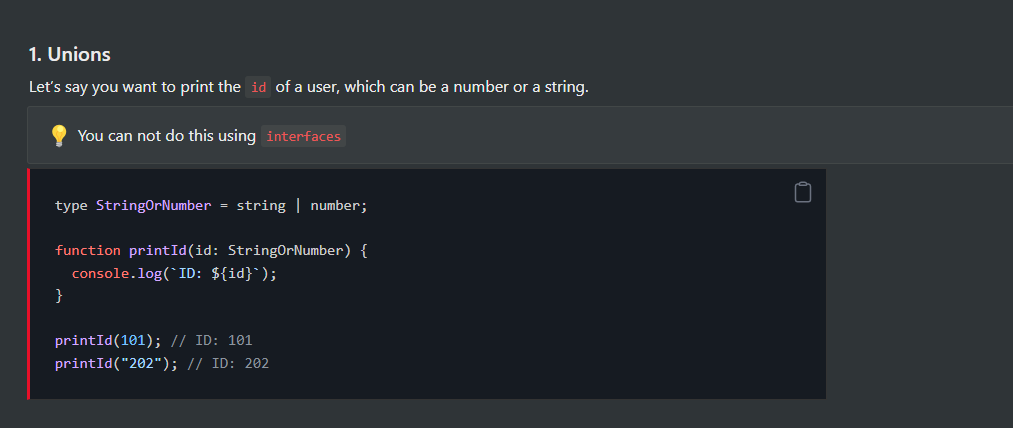 1. Unions
Let's say you want to print the id of a user, which can be a number or a string.
💡 You can not do this using interfaces
type StringOrNumber = string | number;
function printId(id: StringOrNumber) {
  console.log(`ID: ${id}`);
}
printId(101); // ID: 101
printId("202"); // ID: 202